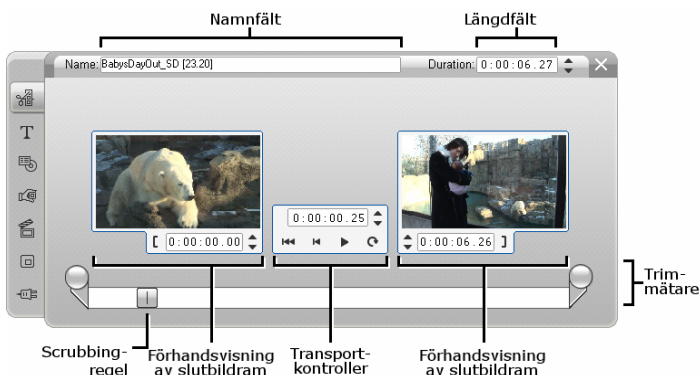 Namnfält Längdfält
Name: BabysDayOut_SD [23.20] Duration: 0:00:06.27
T
0:00:00.25
[ 0:00:00.00
0:00:06.26 ]
Trim-
mätare
Scrubbing-
regel
Förhandsvisning
av slutbildram
Transport-
kontroller
Förhandsvisning
av slutbildram